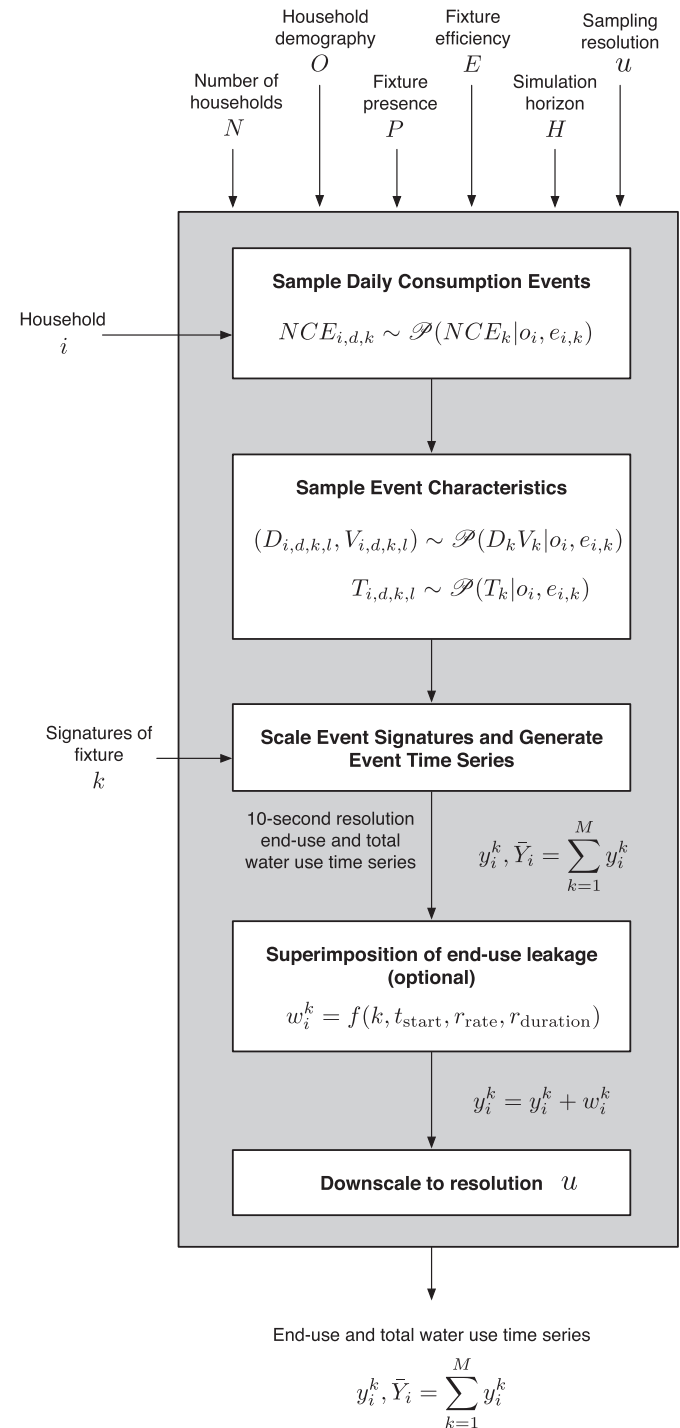 Household
demography
O
Fixture
efficiency
E
Sampling
resolution
u
Number of
households
N
Fixture
presence
P
Simulation
horizon
H
Sample Daily Consumption Events
NCE_{i,d,k} ∼ 𝒫(NCE_k|o_i, e_{i,k})
Household
i
Sample Event Characteristics
(D_{i,d,k,l}, V_{i,d,k,l}) ∼ 𝒫(D_kV_k|o_i, e_{i,k})
T_{i,d,k,l} ∼ 𝒫(T_k|o_i, e_{i,k})
Signatures of
fixture
k
Scale Event Signatures and Generate
Event Time Series
10-second resolution
end-use and total
water use time series
y_i^k, Ȳ_i = ∑_{k=1}^{M} y_i^k
Superimposition of end-use leakage
(optional)
w_i^k = f(k, t_start, r_rate, r_duration)
y_i^k = y_i^k + w_i^k
Downscale to resolution u
End-use and total water use time series
y_i^k, Ȳ_i = ∑_{k=1}^{M} y_i^k